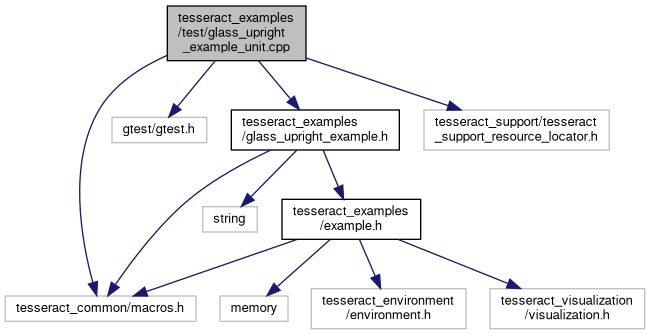 tesseract_examples
/test/glass_upright
_example_unit.cpp
gtest/gtest.h
tesseract_examples
/glass_upright_example.h
tesseract_support/tesseract
_support_resource_locator.h
string
tesseract_examples
/example.h
tesseract_common/macros.h
memory
tesseract_environment
/environment.h
tesseract_visualization
/visualization.h